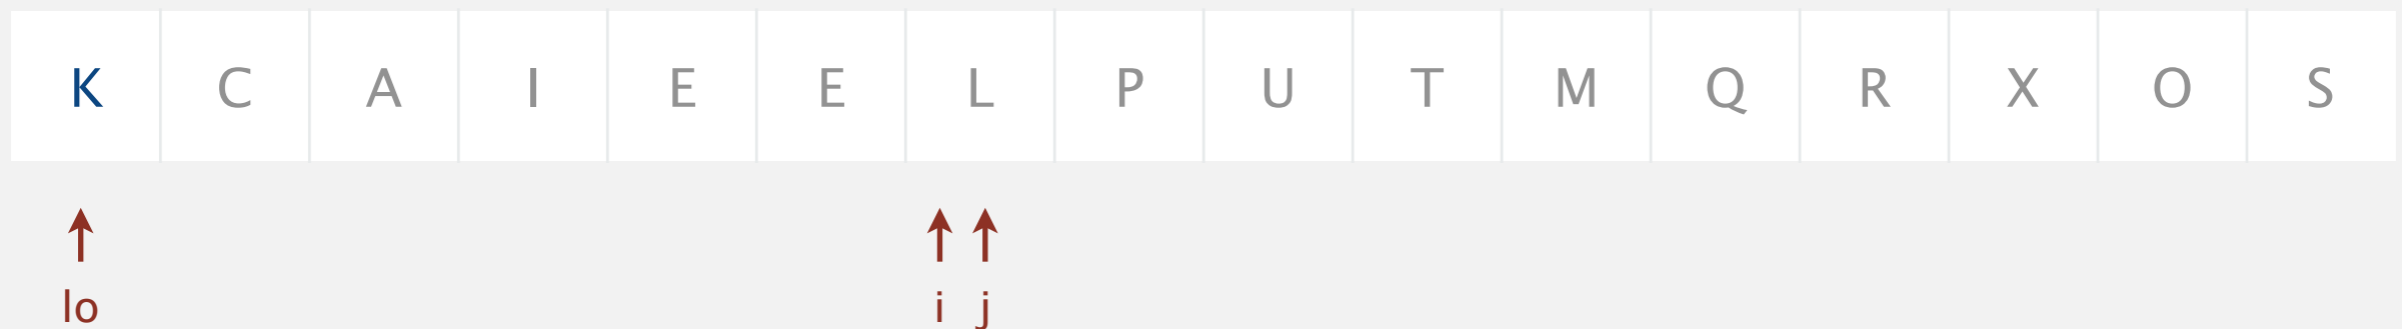 K C A I E E L P U T M Q R X O S
lo i j